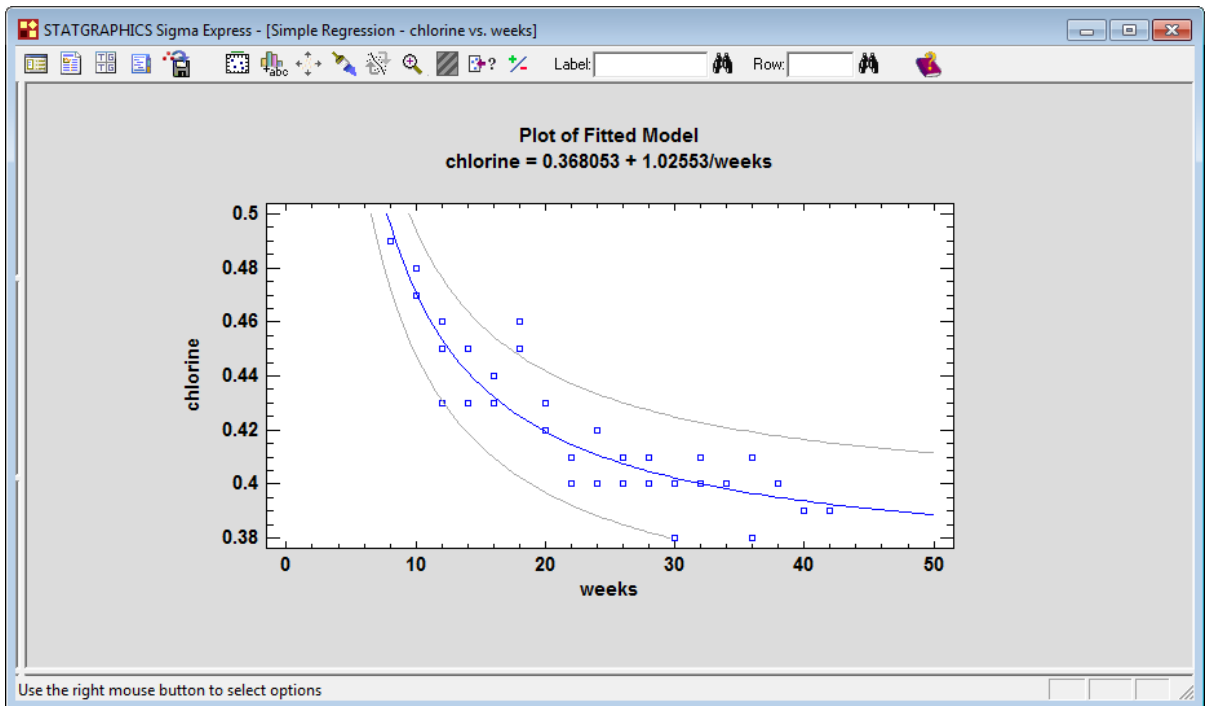 STATGRAPHICS Sigma Express - [Simple Regression - chlorine vs. weeks]
abc ? Label: Row: ?
Plot of Fitted Model
chlorine = 0.368053 + 1.02553/weeks
0.5
0.48
0.46
0.44
0.42
0.4
0.38
chlorine
0 10 20 30 40 50
weeks
Use the right mouse button to select options